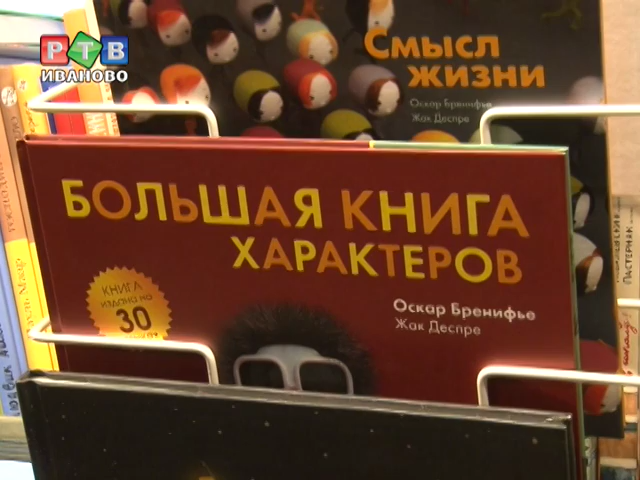 РТВ
ИВАНОВО
Смысл
жизни
Оскар Бренифье
Жак Деспре
БОЛЬШАЯ КНИГА
ХАРАКТЕРОВ
КНИГА
издана на
30
Оскар Бренифье
Жак Деспре
ПАСТЕРНАК